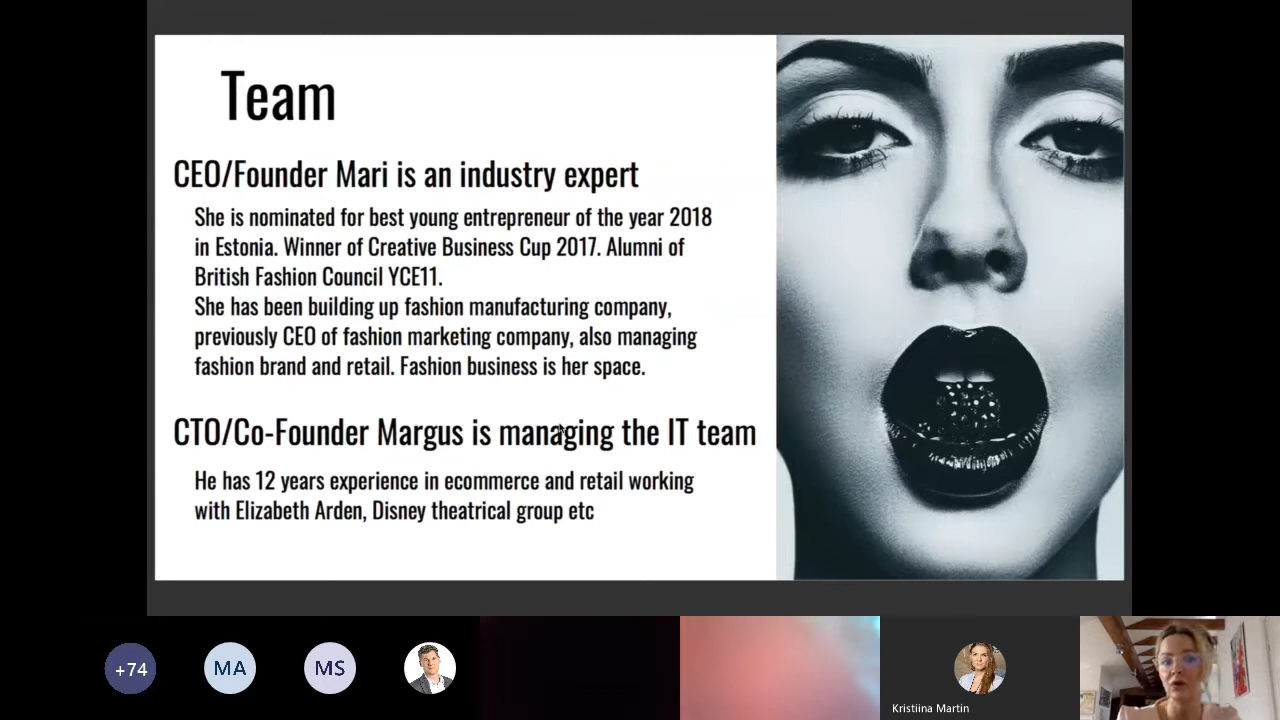 Team
CEO/Founder Mari is an industry expert
She is nominated for best young entrepreneur of the year 2018
in Estonia. Winner of Creative Business Cup 2017. Alumni of
British Fashion Council YCE11.
She has been building up fashion manufacturing company,
previously CEO of fashion marketing company, also managing
fashion brand and retail. Fashion business is her space.
CTO/Co-Founder Margus is managing the IT team
He has 12 years experience in ecommerce and retail working
with Elizabeth Arden, Disney theatrical group etc
+74
MA
MS
Kristiina Martin